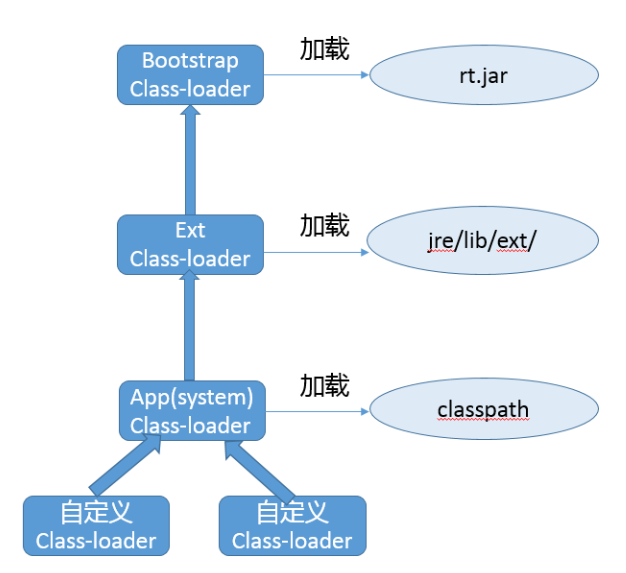 Bootstrap
Class-loader
加载
rt.jar
Ext
Class-loader
加载
jre/lib/ext/
App(system)
Class-loader
加载
classpath
自定义
Class-loader
自定义
Class-loader